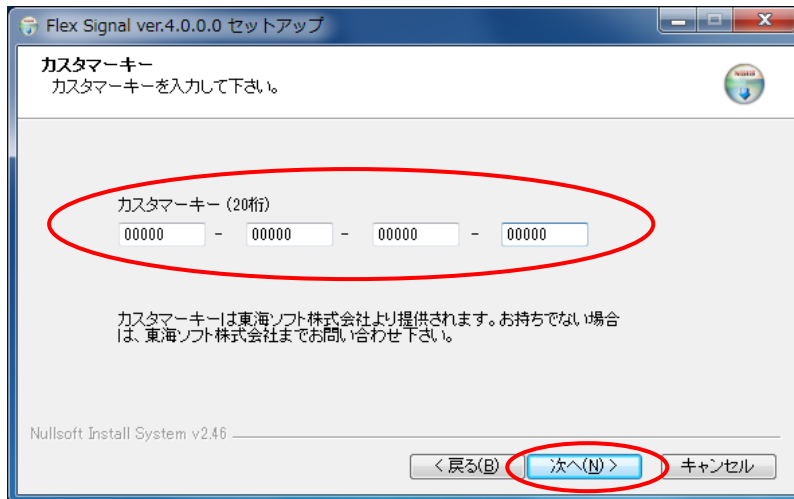 Flex Signal ver.4.0.0.0 セットアップ
カスタマーキー
カスタマーキーを入力して下さい。
カスタマーキー (20桁)
00000 - 00000 - 00000 - 00000
カスタマーキーは東海ソフト株式会社より提供されます。お持ちでない場合
は、東海ソフト株式会社までお問い合わせ下さい。
Nullsoft Install System v2.46
< 戻る(B) 次へ(N) > キャンセル